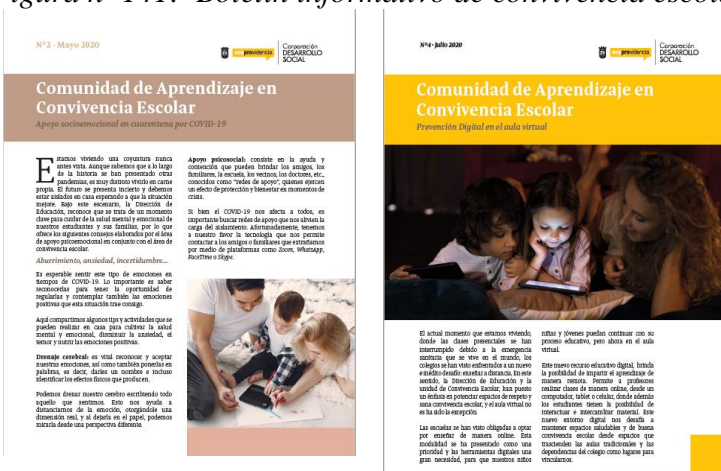 Figura n°141: Boletín informativo de convivencia escolar
N°2 - Mayo 2020
providencia
Corporación
DESARROLLO
SOCIAL
Comunidad de Aprendizaje en
Convivencia Escolar
Apoyo socioemocional en cuarentena por COVID-19
Estamos viviendo una coyuntura nunca
antes vista. Aunque sabemos que a lo largo
de la historia se han presentado otras
pandemias, es muy distinto vivirlo en carne
propia. El futuro se presenta incierto y debemos
estar aislados en casa esperando a que la situación
mejore. Bajo este escenario, la Dirección de
Educación, reconoce que se trata de un momento
clave para cuidar de la salud mental y emocional de
nuestros estudiantes y sus familias, por lo que
ofrece los siguientes consejos elaborados por el área
de apoyo psicoemocional en conjunto con el área de
convivencia escolar.
Aburrimiento, ansiedad, incertidumbre...
Es esperable sentir este tipo de emociones en
tiempos de COVID-19. Lo importante es saber
reconocerlas para tener la oportunidad de
regularlas y contemplar también las emociones
positivas que esta situación trae consigo.
Aquí compartimos algunos tips y actividades que se
pueden realizar en casa para cultivar la salud
mental y emocional, disminuir la ansiedad, el
temor y nutrir las emociones positivas.
Drenaje cerebral: es vital reconocer y aceptar
nuestras emociones, así como también ponerlas en
palabras, es decir, darles un nombre e incluso
identificar los efectos físicos que producen.
Podemos drenar nuestro cerebro escribiendo todo
aquello que sentimos. Esto nos ayuda a
distanciarnos de la emoción, otorgándole una
dimensión real, y al dejarla en el papel, podemos
mirarla desde una perspectiva diferente.
Apoyo psicosocial: consiste en la ayuda y
contención que pueden brindar los amigos, los
familiares, la escuela, los vecinos, los doctores, etc.,
conocidos como "redes de apoyo", quienes ejercen
un efecto de protección y bienestar en momentos de
crisis.
Si bien el COVID-19 nos afecta a todos, es
importante buscar redes de apoyo que nos alivien la
carga del aislamiento. Afortunadamente, tenemos
a nuestro favor la tecnología que nos permite
contactar a los amigos o familiares que extrañamos
por medio de plataformas como Zoom, WhatsApp,
FaceTime o Skype.
N°4- Julio 2020
providencia
Corporación
DESARROLLO
SOCIAL
Comunidad de Aprendizaje en
Convivencia Escolar
Prevención Digital en el aula virtual
El actual momento que estamos viviendo,
donde las clases presenciales se han
interrumpido debido a la emergencia
sanitaria que se vive en el mundo, los
colegios se han visto enfrentados a un nuevo
e inédito desafío: enseñar a distancia. En este
sentido, la Dirección de Educación y la
unidad de Convivencia Escolar, han puesto
un énfasis en potenciar espacios de respeto y
sana convivencia escolar, y el aula virtual no
es ha sido la excepción.
Las escuelas se han visto obligadas a optar
por enseñar de manera online. Esta
modalidad se ha presentado como una
prioridad y las herramientas digitales una
gran necesidad, para que nuestros niños
niñas y jóvenes puedan continuar con su
proceso educativo, pero ahora en el aula
virtual.
Este nuevo recurso educativo digital, brinda
la posibilidad de impartir el aprendizaje de
manera remota. Permite a profesores
realizar clases de manera online, desde un
computador, tablet o celular, donde además
los estudiantes tienen la posibilidad de
interactuar e intercambiar material. Este
nuevo entorno digital nos desafía a
mantener espacios saludables y de buena
convivencia escolar desde espacios que
trascienden las aulas tradicionales y las
dependencias del colegio como lugares para
vincularnos.